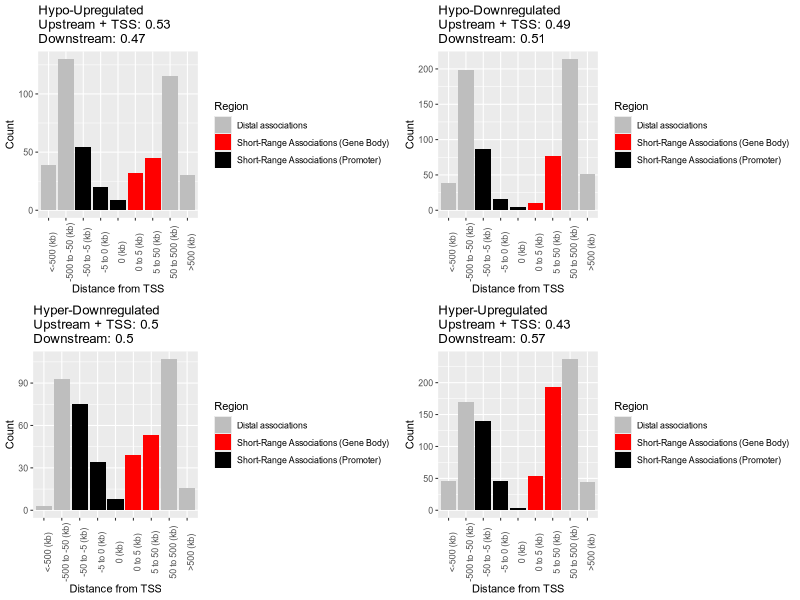 Hypo-Upregulated
Upstream + TSS: 0.53
Downstream: 0.47
Count
100
50
0
<-500 (kb)
-500 to -50 (kb)
-50 to -5 (kb)
-5 to 0 (kb)
0 (kb)
0 to 5 (kb)
5 to 50 (kb)
50 to 500 (kb)
>500 (kb)
Distance from TSS
Region
Distal associations
Short-Range Associations (Gene Body)
Short-Range Associations (Promoter)
Hypo-Downregulated
Upstream + TSS: 0.49
Downstream: 0.51
Count
200
150
100
50
0
<-500 (kb)
-500 to -50 (kb)
-50 to -5 (kb)
-5 to 0 (kb)
0 (kb)
0 to 5 (kb)
5 to 50 (kb)
50 to 500 (kb)
>500 (kb)
Distance from TSS
Region
Distal associations
Short-Range Associations (Gene Body)
Short-Range Associations (Promoter)
Hyper-Downregulated
Upstream + TSS: 0.5
Downstream: 0.5
Count
90
60
30
0
<-500 (kb)
-500 to -50 (kb)
-50 to -5 (kb)
-5 to 0 (kb)
0 (kb)
0 to 5 (kb)
5 to 50 (kb)
50 to 500 (kb)
>500 (kb)
Distance from TSS
Region
Distal associations
Short-Range Associations (Gene Body)
Short-Range Associations (Promoter)
Hyper-Upregulated
Upstream + TSS: 0.43
Downstream: 0.57
Count
200
150
100
50
0
<-500 (kb)
-500 to -50 (kb)
-50 to -5 (kb)
-5 to 0 (kb)
0 (kb)
0 to 5 (kb)
5 to 50 (kb)
50 to 500 (kb)
>500 (kb)
Distance from TSS
Region
Distal associations
Short-Range Associations (Gene Body)
Short-Range Associations (Promoter)